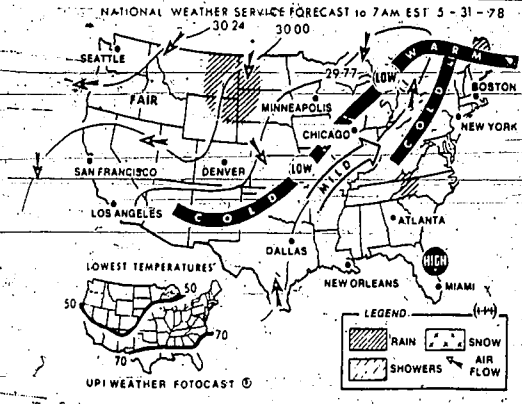 NATIONAL WEATHER SERVICE FORECAST to 7AM EST 5-31-78
30.24
30.00
SEATTLE
29.77
LOW
WARM
FAIR
MINNEAPOLIS
BOSTON
COLD
NEW YORK
CHICAGO
SAN FRANCISCO
DENVER
LOW
MILD
LOS ANGELES
COLD
ATLANTA
DALLAS
HIGH
LOWEST TEMPERATURES
NEW ORLEANS
MIAMI
50
50
70
70
LEGEND
RAIN
SNOW
SHOWERS
AIR FLOW
UPI WEATHER FOTOCAST ®